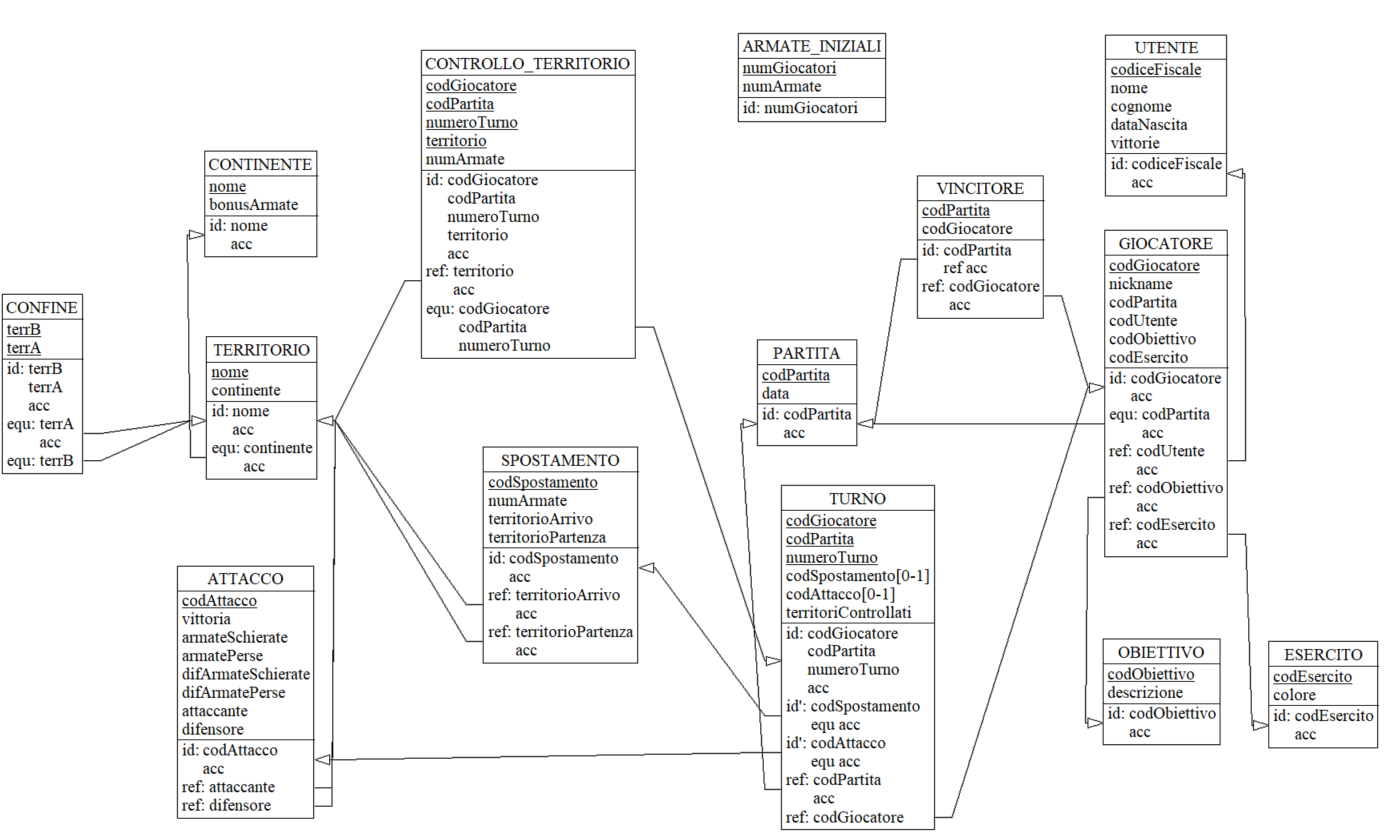 ARMATE_INIZIALI
numGiocatori
numArmate
id: numGiocatori
UTENTE
codiceFiscale
nome
cognome
dataNascita
vittorie
id: codiceFiscale
acc
CONTROLLO_TERRITORIO
codGiocatore
codPartita
numeroTurno
territorio
numArmate
id: codGiocatore
codPartita
numeroTurno
territorio
acc
ref: territorio
acc
equ: codGiocatore
codPartita
numeroTurno
CONTINENTE
nome
bonusArmate
id: nome
acc
VINCITORE
codPartita
codGiocatore
id: codPartita
ref acc
ref: codGiocatore
acc
GIOCATORE
codGiocatore
nickname
codPartita
codUtente
codObiettivo
codEsercito
id: codGiocatore
acc
equ: codPartita
acc
ref: codUtente
acc
ref: codObiettivo
acc
ref: codEsercito
acc
CONFINE
terrB
terrA
id: terrB
terrA
acc
equ: terrA
acc
equ: terrB
TERRITORIO
nome
continente
id: nome
acc
equ: continente
acc
PARTITA
codPartita
data
id: codPartita
acc
SPOSTAMENTO
codSpostamento
numArmate
territorioArrivo
territorioPartenza
id: codSpostamento
acc
ref: territorioArrivo
acc
ref: territorioPartenza
acc
TURNO
codGiocatore
codPartita
numeroTurno
codSpostamento[0-1]
codAttacco[0-1]
territoriControllati
id: codGiocatore
codPartita
numeroTurno
acc
id': codSpostamento
equ acc
id': codAttacco
equ acc
ref: codPartita
acc
ref: codGiocatore
ATTACCO
codAttacco
vittoria
armateSchierate
armatePerse
difArmateSchierate
difArmatePerse
attaccante
difensore
id: codAttacco
acc
ref: attaccante
ref: difensore
OBIETTIVO
codObiettivo
descrizione
id: codObiettivo
acc
ESERCITO
codEsercito
colore
id: codEsercito
acc